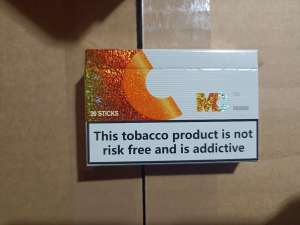 20 STICKS
This tobacco product is not
risk free and is addictive